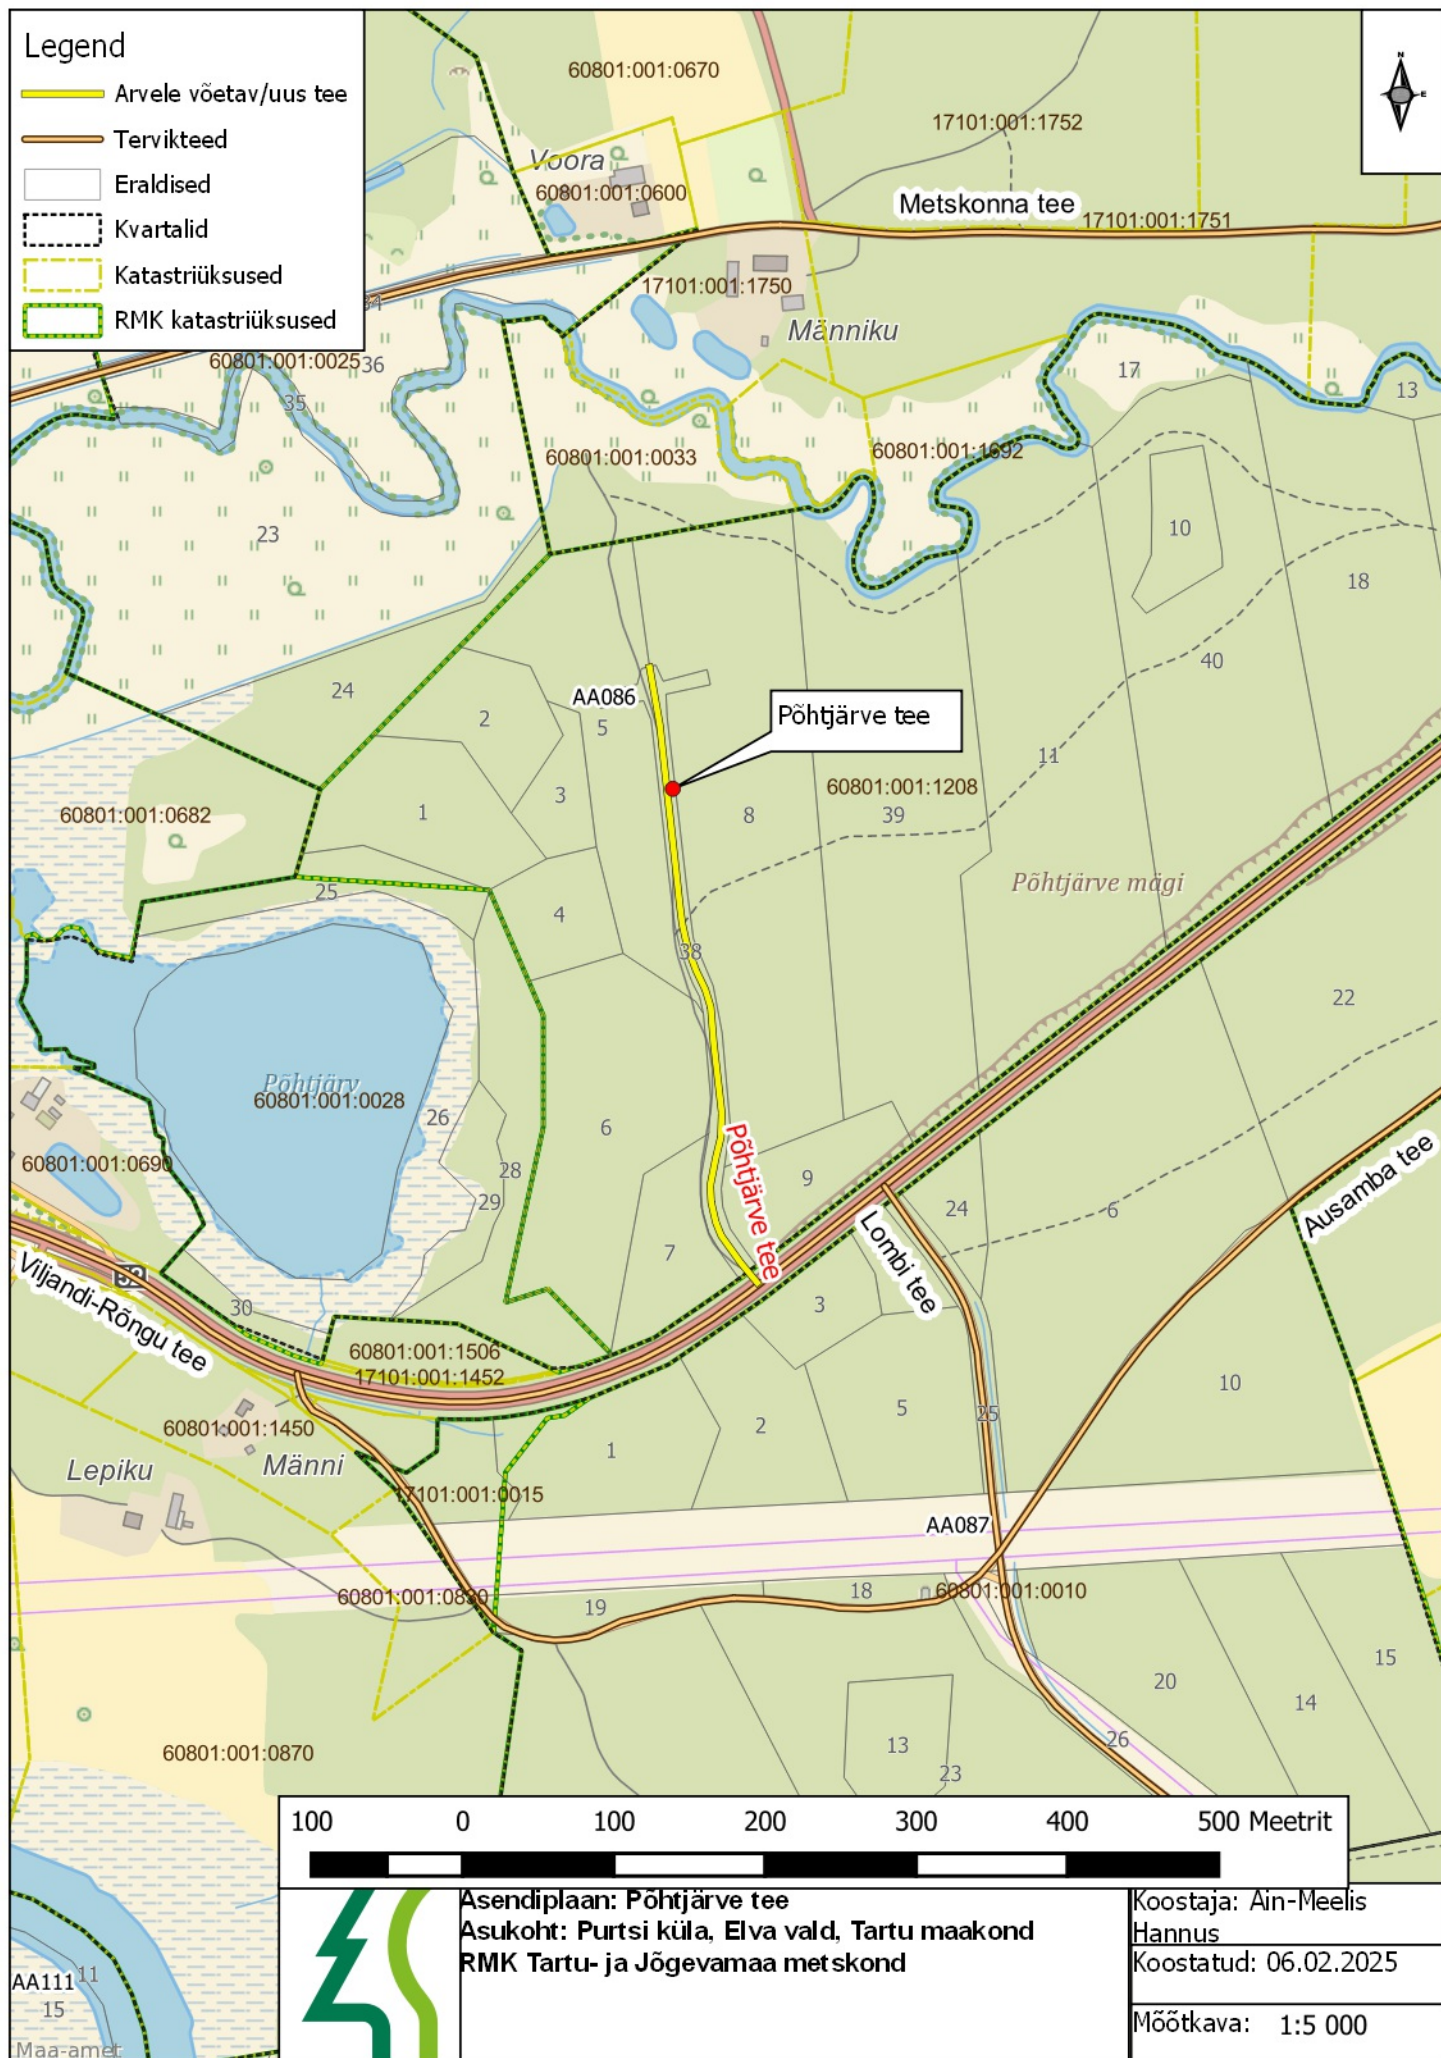 Legend
Arvele võetav/uus tee
Tervikteed
Eraldised
Kvartalid
Katastriüksused
RMK katastriüksused
N
E
60801:001:0670
17101:001:1752
Voora
60801:001:0600
Metskonna tee
17101:001:1751
17101:001:1750
34
Männiku
60801:001:0025
36
17
35
13
60801:001:0033
60801:001:1692
23
10
18
40
24
AA086
2
5
Põhtjärve tee
11
3
60801:001:1208
60801:001:0682
1
8
39
Põhtjärve mägi
25
4
38
22
Põhtjärv
60801:001:0028
26
6
60801:001:0690
28
9
29
24
6
Ausamba tee
Põhtjärve tee
Lombi tee
7
52
Viljandi-Rõngu tee
30
3
60801:001:1506
17101:001:1452
10
5
25
60801:001:1450
2
1
Lepiku
Männi
17101:001:0015
AA087
60801:001:0830
19
18
60801:001:0010
15
20
14
26
13
23
60801:001:0870
100 0 100 200 300 400 500 Meetrit
Asendiplaan: Põhtjärve tee
Asukoht: Purtsi küla, Elva vald, Tartu maakond
RMK Tartu- ja Jõgevamaa metskond
Koostaja: Ain-Meelis
Hannus
Koostatud: 06.02.2025
Mõõtkava: 1:5 000
AA111
11
15
Maa-amet